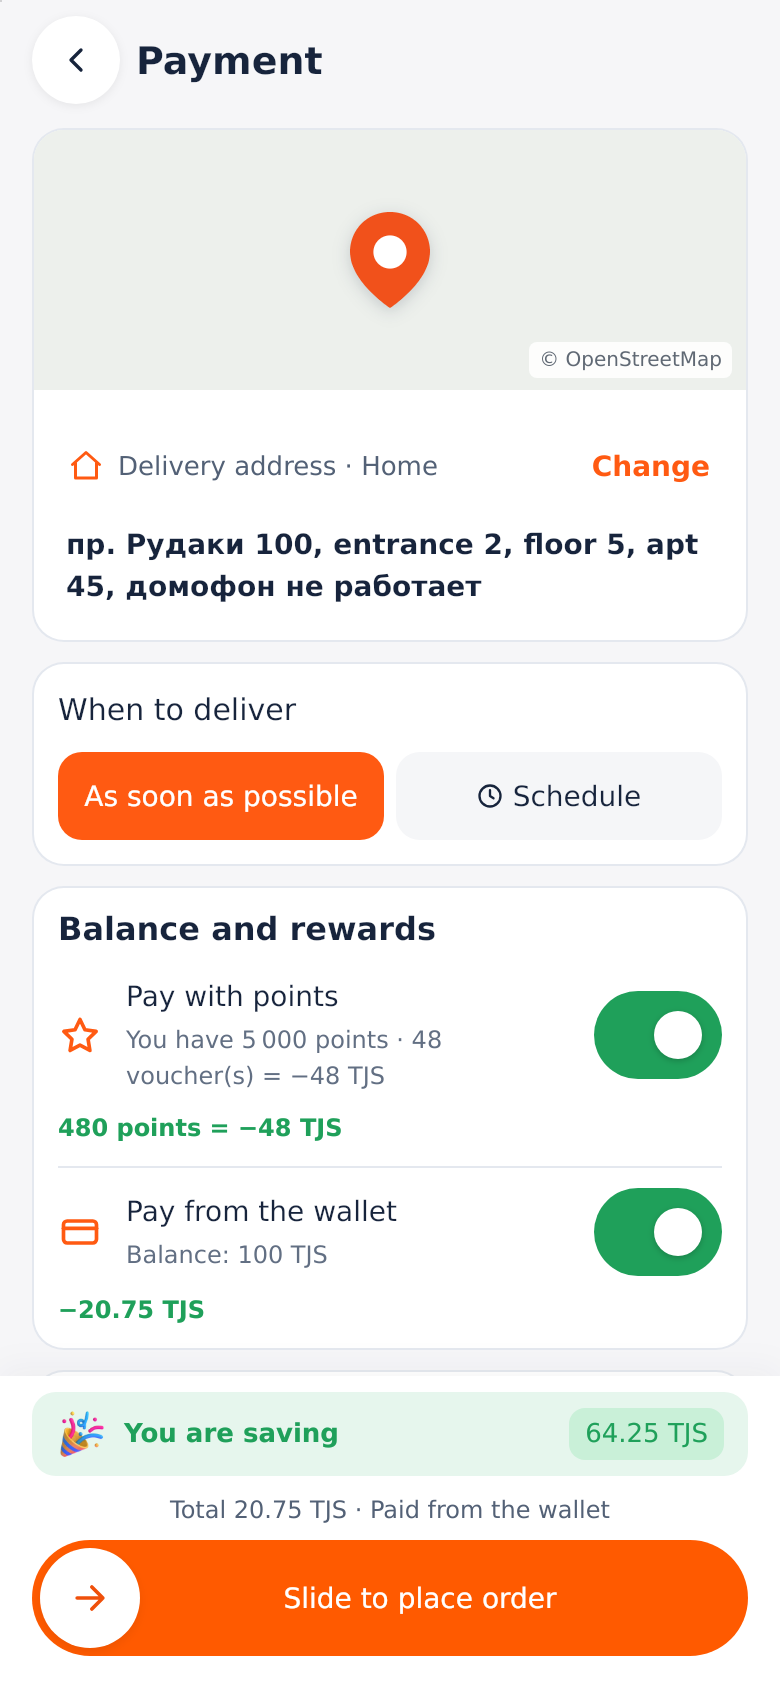 Payment
© OpenStreetMap
Delivery address · Home
Change
пр. Рудаки 100, entrance 2, floor 5, apt
45, домофон не работает
When to deliver
As soon as possible
Schedule
Balance and rewards
Pay with points
You have 5 000 points · 48
voucher(s) = −48 TJS
480 points = −48 TJS
Pay from the wallet
Balance: 100 TJS
−20.75 TJS
You are saving
64.25 TJS
Total 20.75 TJS · Paid from the wallet
Slide to place order